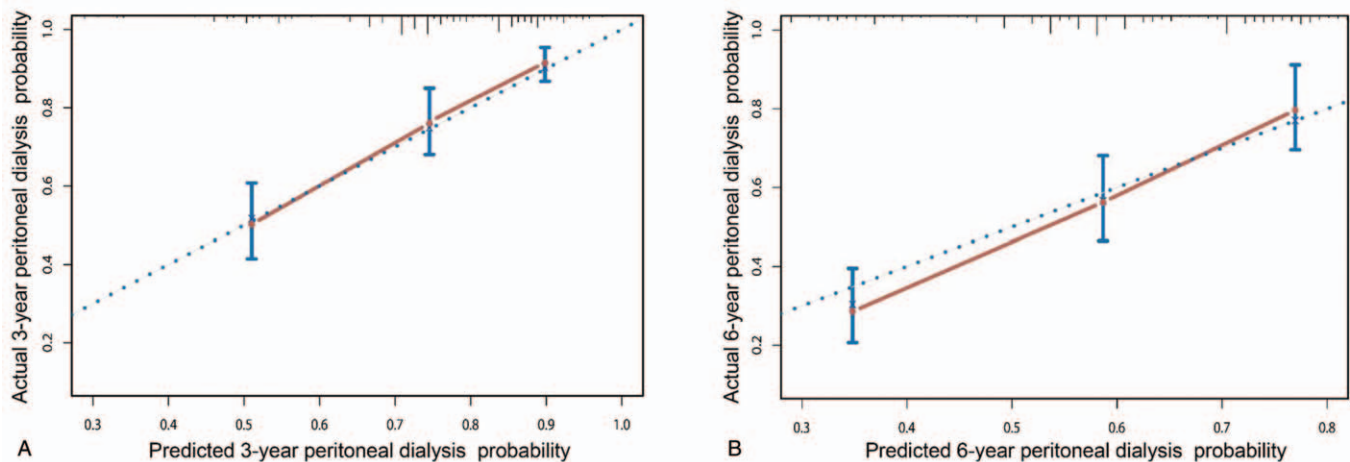 Actual 3-year peritoneal dialysis probability
1.0
0.8
0.6
0.4
0.2
0.3 0.4 0.5 0.6 0.7 0.8 0.9 1.0
A Predicted 3-year peritoneal dialysis probability
Actual 6-year peritoneal dialysis probability
1.0
0.8
0.6
0.4
0.2
0.3 0.4 0.5 0.6 0.7 0.8
B Predicted 6-year peritoneal dialysis probability